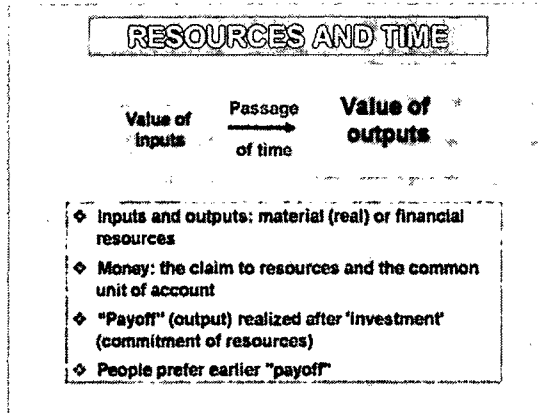 RESOURCES AND TIME
Value of inputs
Passage of time
Value of outputs
❖ Inputs and outputs: material (real) or financial
resources
❖ Money: the claim to resources and the common
unit of account
❖ "Payoff" (output) realized after 'investment'
(commitment of resources)
❖ People prefer earlier "payoff"